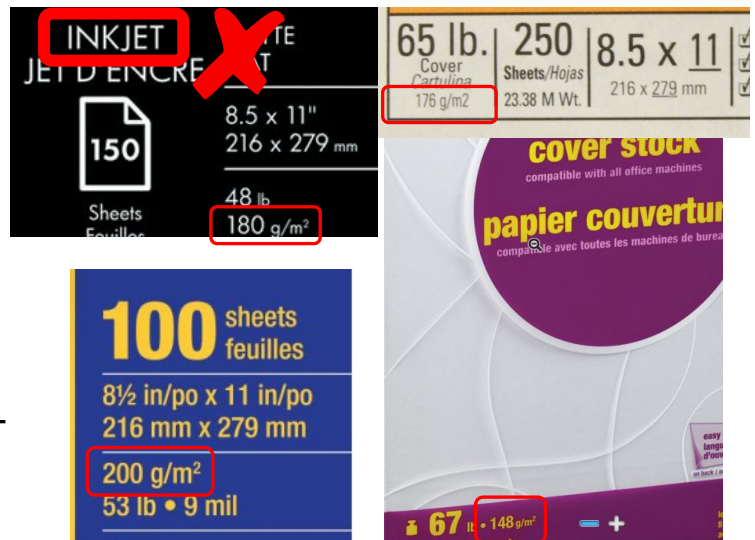 INKJET
JET D'ENCRE
150
Sheets
Feuilles
8.5 x 11"
216 x 279 mm
48 lb
180 g/m²
65 lb.
Cover
Cartulina
176 g/m2
250
Sheets/Hojas
23.38 M Wt.
8.5 x 11
216 x 279 mm
cover stock
compatible with all office machines
papier couvertur
compatible avec toutes les machines de bureau
easy
on back /
67 lb • 148 g/m²
100 sheets
feuilles
8½ in/po x 11 in/po
216 mm x 279 mm
200 g/m²
53 lb • 9 mil